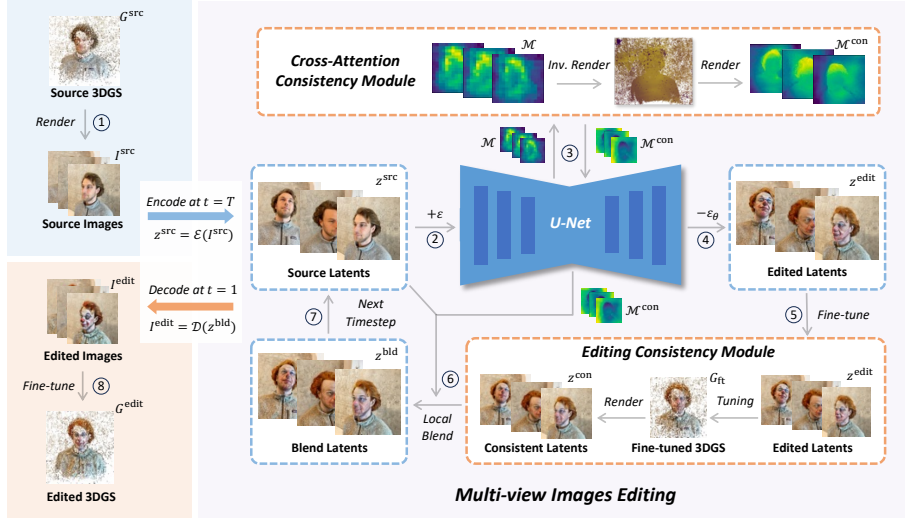 G^src
Source 3DGS
Render ①
I^src
Source Images
Encode at t = T
z^src = ℰ(I^src)
Decode at t = 1
I^edit = 𝒟(z^bld)
I^edit
Edited Images
Fine-tune ⑧
G^edit
Edited 3DGS
Cross-Attention
Consistency Module
ℳ
Inv. Render
Render
ℳ^con
ℳ
③
ℳ^con
z^src
Source Latents
+ε
②
U-Net
−ε_θ
④
z^edit
Edited Latents
⑤ Fine-tune
ℳ^con
⑦ Next
Timestep
z^bld
Blend Latents
⑥
Local
Blend
Editing Consistency Module
z^con
Consistent Latents
Render
G_ft
Fine-tuned 3DGS
Tuning
z^edit
Edited Latents
Multi-view Images Editing